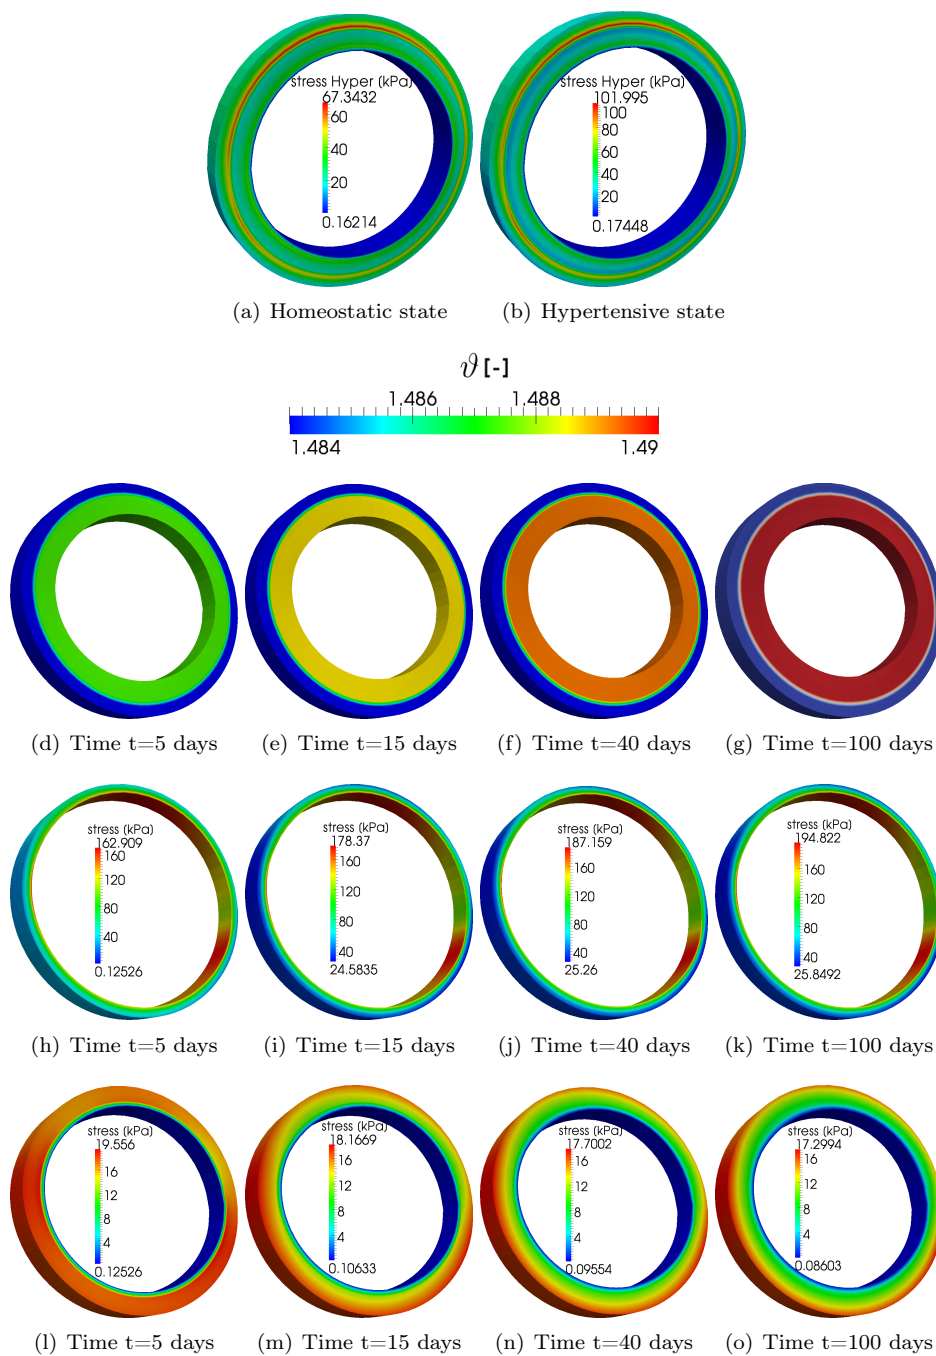 stress Hyper (kPa) stress Hyper (kPa)
67.3432 101.995
60 100
40 80
20 60
0.16214 40
20
0.17448
(a) Homeostatic state (b) Hypertensive state
ϑ [-]
1.486 1.488
1.484 1.49
(d) Time t=5 days (e) Time t=15 days (f) Time t=40 days (g) Time t=100 days
stress (kPa) stress (kPa) stress (kPa) stress (kPa)
162.909 178.37 187.159 194.822
160 160 160 160
120 120 120 120
80 80 80 80
40 40 40 40
0.12526 24.5835 25.26 25.8492
(h) Time t=5 days (i) Time t=15 days (j) Time t=40 days (k) Time t=100 days
stress (kPa) stress (kPa) stress (kPa) stress (kPa)
19.556 18.1669 17.7002 17.2994
16 16 16 16
12 12 12 12
8 8 8 8
4 4 4 4
0.12526 0.10633 0.09554 0.08603
(l) Time t=5 days (m) Time t=15 days (n) Time t=40 days (o) Time t=100 days